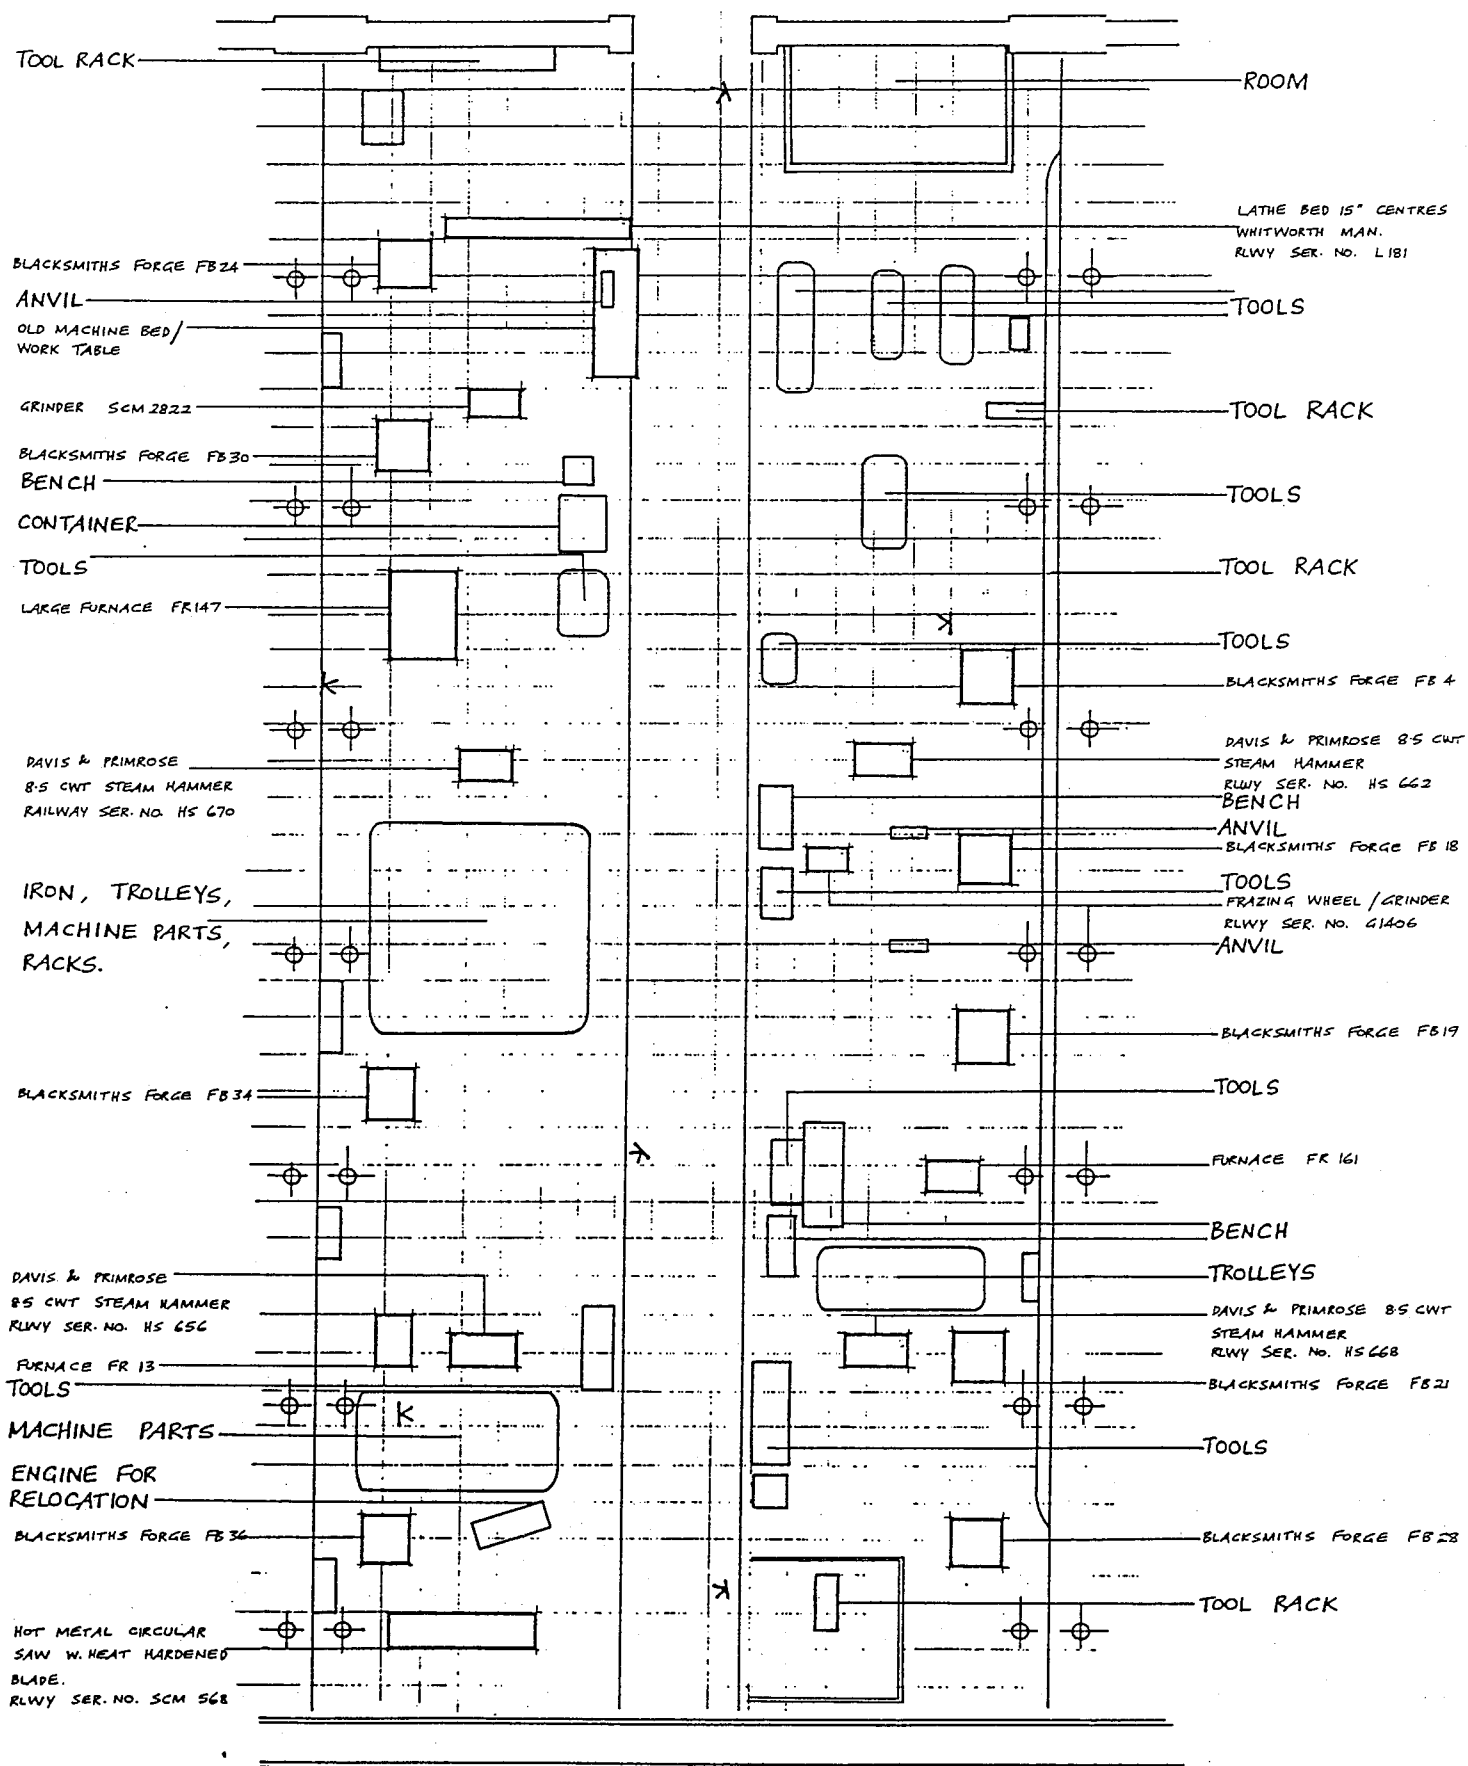 TOOL RACK
BLACKSMITHS FORGE FB24
ANVIL
OLD MACHINE BED/
WORK TABLE
GRINDER SCM 2822
BLACKSMITHS FORGE FB30
BENCH
CONTAINER
TOOLS
LARGE FURNACE FR147
DAVIS & PRIMROSE
8.5 CWT STEAM HAMMER
RAILWAY SER. NO. HS 670
IRON, TROLLEYS,
MACHINE PARTS,
RACKS.
BLACKSMITHS FORGE FB34
DAVIS & PRIMROSE
8.5 CWT STEAM HAMMER
RLWY SER. NO. HS 656
FURNACE FR 13
TOOLS
MACHINE PARTS
ENGINE FOR
RELOCATION
BLACKSMITHS FORGE FB36
HOT METAL CIRCULAR
SAW W. HEAT HARDENED
BLADE.
RLWY SER. NO. SCM 568
ROOM
LATHE BED 15" CENTRES
WHITWORTH MAN.
RLWY SER. NO. L181
TOOLS
TOOL RACK
TOOLS
TOOL RACK
TOOLS
BLACKSMITHS FORGE FB 4
DAVIS & PRIMROSE 8.5 CWT
STEAM HAMMER
RLWY SER. NO. HS 662
BENCH
ANVIL
BLACKSMITHS FORGE FB 18
TOOLS
FRAZING WHEEL / GRINDER
RLWY SER. NO. G1406
ANVIL
BLACKSMITHS FORGE FB19
TOOLS
FURNACE FR 161
BENCH
TROLLEYS
DAVIS & PRIMROSE 8.5 CWT
STEAM HAMMER
RLWY SER. NO. HS 668
BLACKSMITHS FORGE FB21
TOOLS
BLACKSMITHS FORGE FB28
TOOL RACK